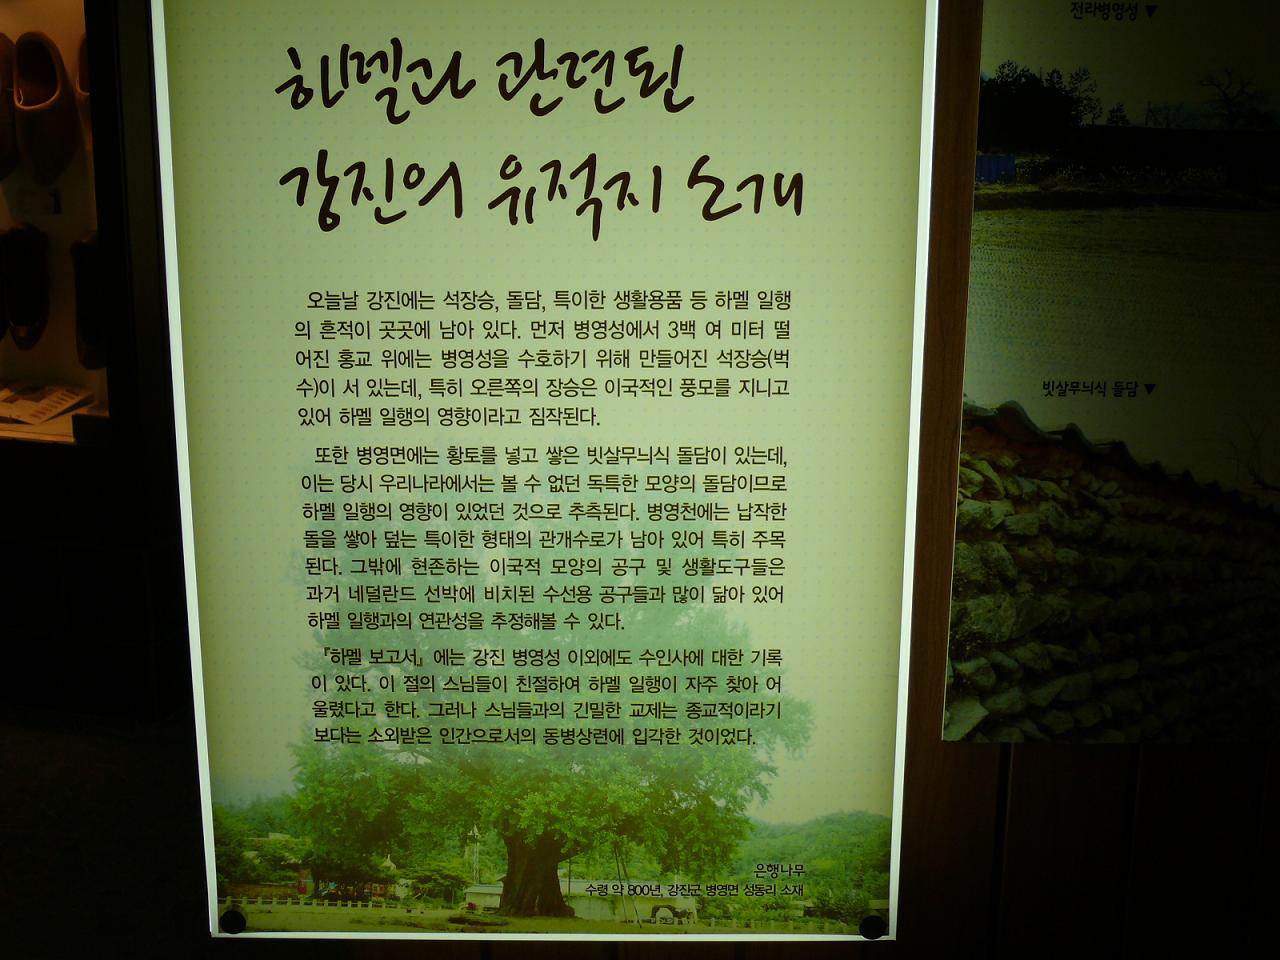 하멜과 관련된
강진의 유적지 소개
오늘날 강진에는 석장승, 돌담, 특이한 생활용품 등 하멜 일행
의 흔적이 곳곳에 남아 있다. 먼저 병영성에서 3백 여 미터 떨
어진 홍교 위에는 병영성을 수호하기 위해 만들어진 석장승(벅
수)이 서 있는데, 특히 오른쪽의 장승은 이국적인 풍모를 지니고
있어 하멜 일행의 영향이라고 짐작된다.
또한 병영면에는 황토를 넣고 쌓은 빗살무늬식 돌담이 있는데,
이는 당시 우리나라에서는 볼 수 없던 독특한 모양의 돌담이므로
하멜 일행의 영향이 있었던 것으로 추측된다. 병영천에는 납작한
돌을 쌓아 덮는 특이한 형태의 관개수로가 남아 있어 특히 주목
된다. 그밖에 현존하는 이국적 모양의 공구 및 생활도구들은
과거 네덜란드 선박에 비치된 수선용 공구들과 많이 닮아 있어
하멜 일행과의 연관성을 추정해볼 수 있다.
『하멜 보고서』에는 강진 병영성 이외에도 수인사에 대한 기록
이 있다. 이 절의 스님들이 친절하여 하멜 일행이 자주 찾아 어
울렸다고 한다. 그러나 스님들과의 긴밀한 교제는 종교적이라기
보다는 소외받은 인간으로서의 동병상련에 입각한 것이었다.
은행나무
수령 약 800년, 강진군 병영면 성동리 소재
전라병영성 ▼
빗살무늬식 돌담 ▼
1